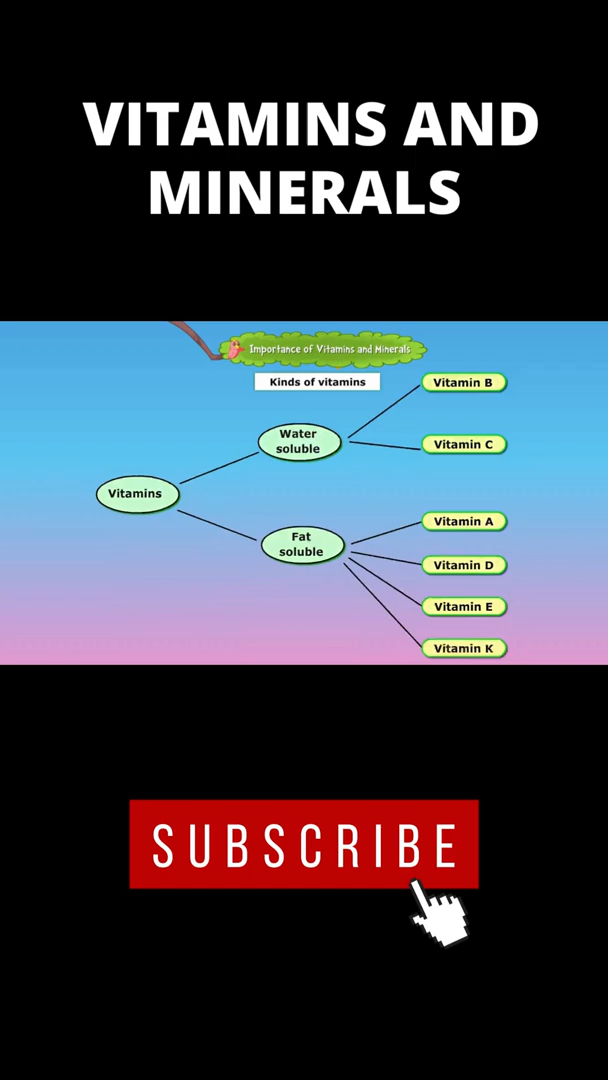 VITAMINS AND
MINERALS
Importance of Vitamins and Minerals
Kinds of vitamins
Vitamin B
Water
soluble
Vitamin C
Vitamins
Vitamin A
Fat
soluble
Vitamin D
Vitamin E
Vitamin K
SUBSCRIBE